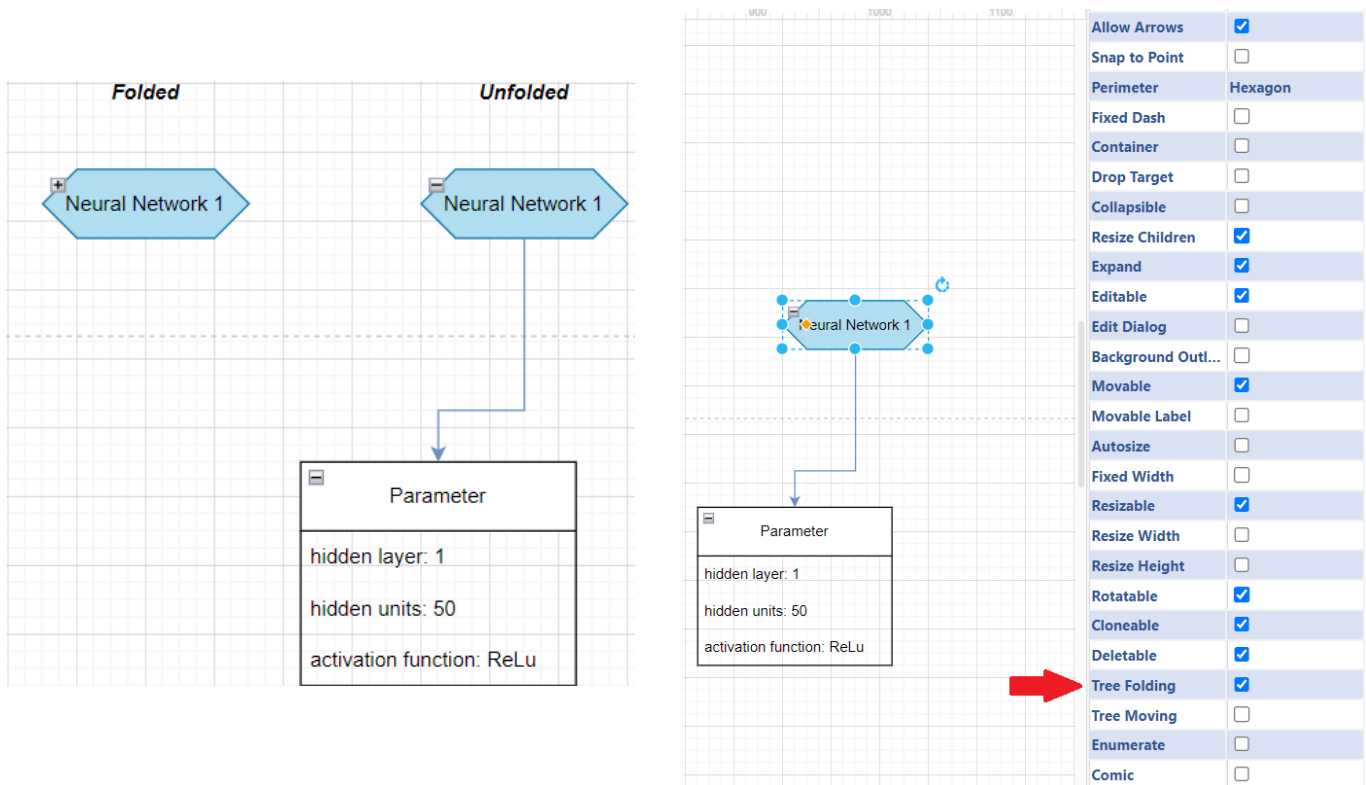 Folded
Unfolded
Neural Network 1
Neural Network 1
Parameter
hidden layer: 1
hidden units: 50
activation function: ReLu
900
1000
1100
Neural Network 1
Parameter
hidden layer: 1
hidden units: 50
activation function: ReLu
Allow Arrows
Snap to Point
Perimeter Hexagon
Fixed Dash
Container
Drop Target
Collapsible
Resize Children
Expand
Editable
Edit Dialog
Background Outl...
Movable
Movable Label
Autosize
Fixed Width
Resizable
Resize Width
Resize Height
Rotatable
Cloneable
Deletable
Tree Folding
Tree Moving
Enumerate
Comic